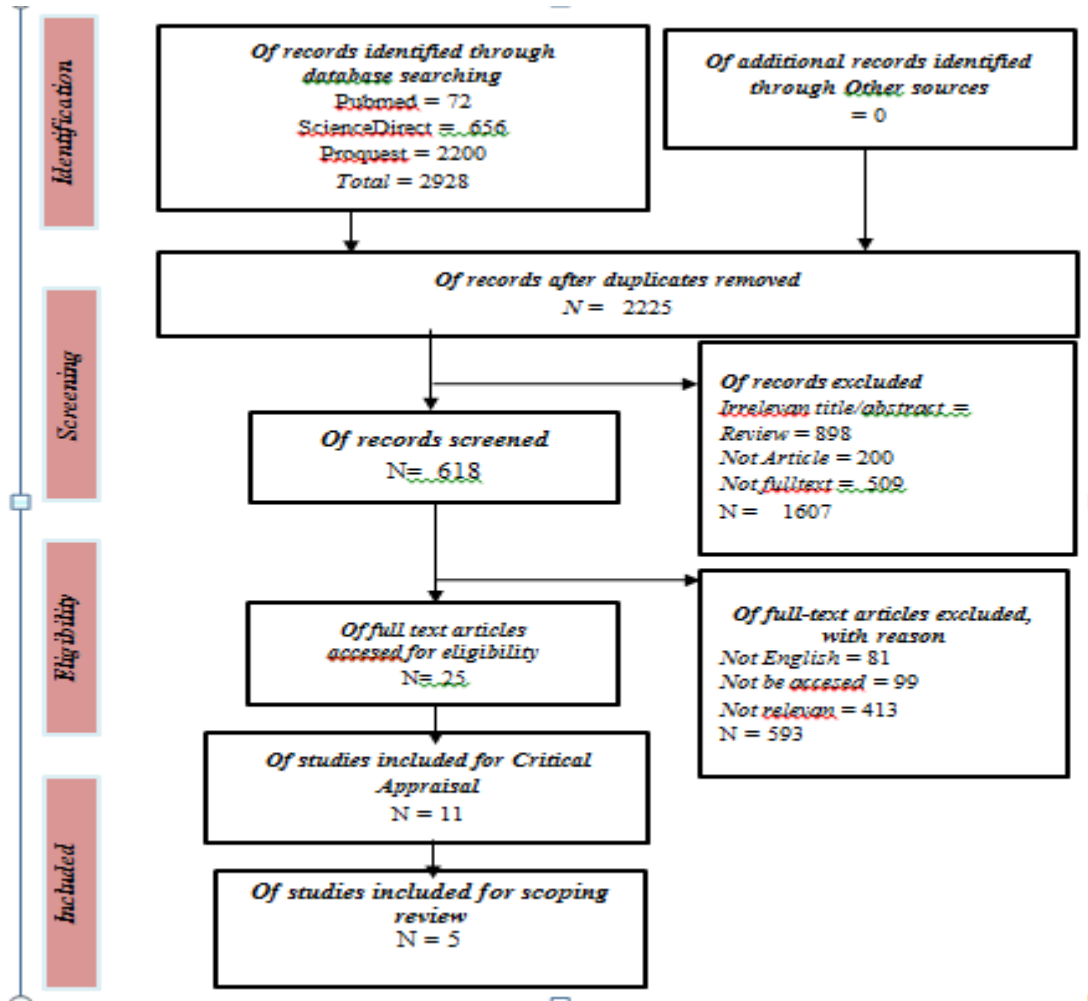 Identification
Of records identified through
database searching
Pubmed = 72
ScienceDirect = 656
Proquest = 2200
Total = 2928
Of additional records identified
through Other sources
= 0
Of records after duplicates removed
N = 2225
Screening
Of records excluded
Irrelevan title/abstract =
Review = 898
Not Article = 200
Not fulltext = 509
N = 1607
Of records screened
N= 618
Eligibility
Of full text articles
accesed for eligibility
N= 25
Of full-text articles excluded,
with reason
Not English = 81
Not be accesed = 99
Not relevan = 413
N = 593
Of studies included for Critical
Appraisal
N = 11
Included
Of studies included for scoping
review
N = 5